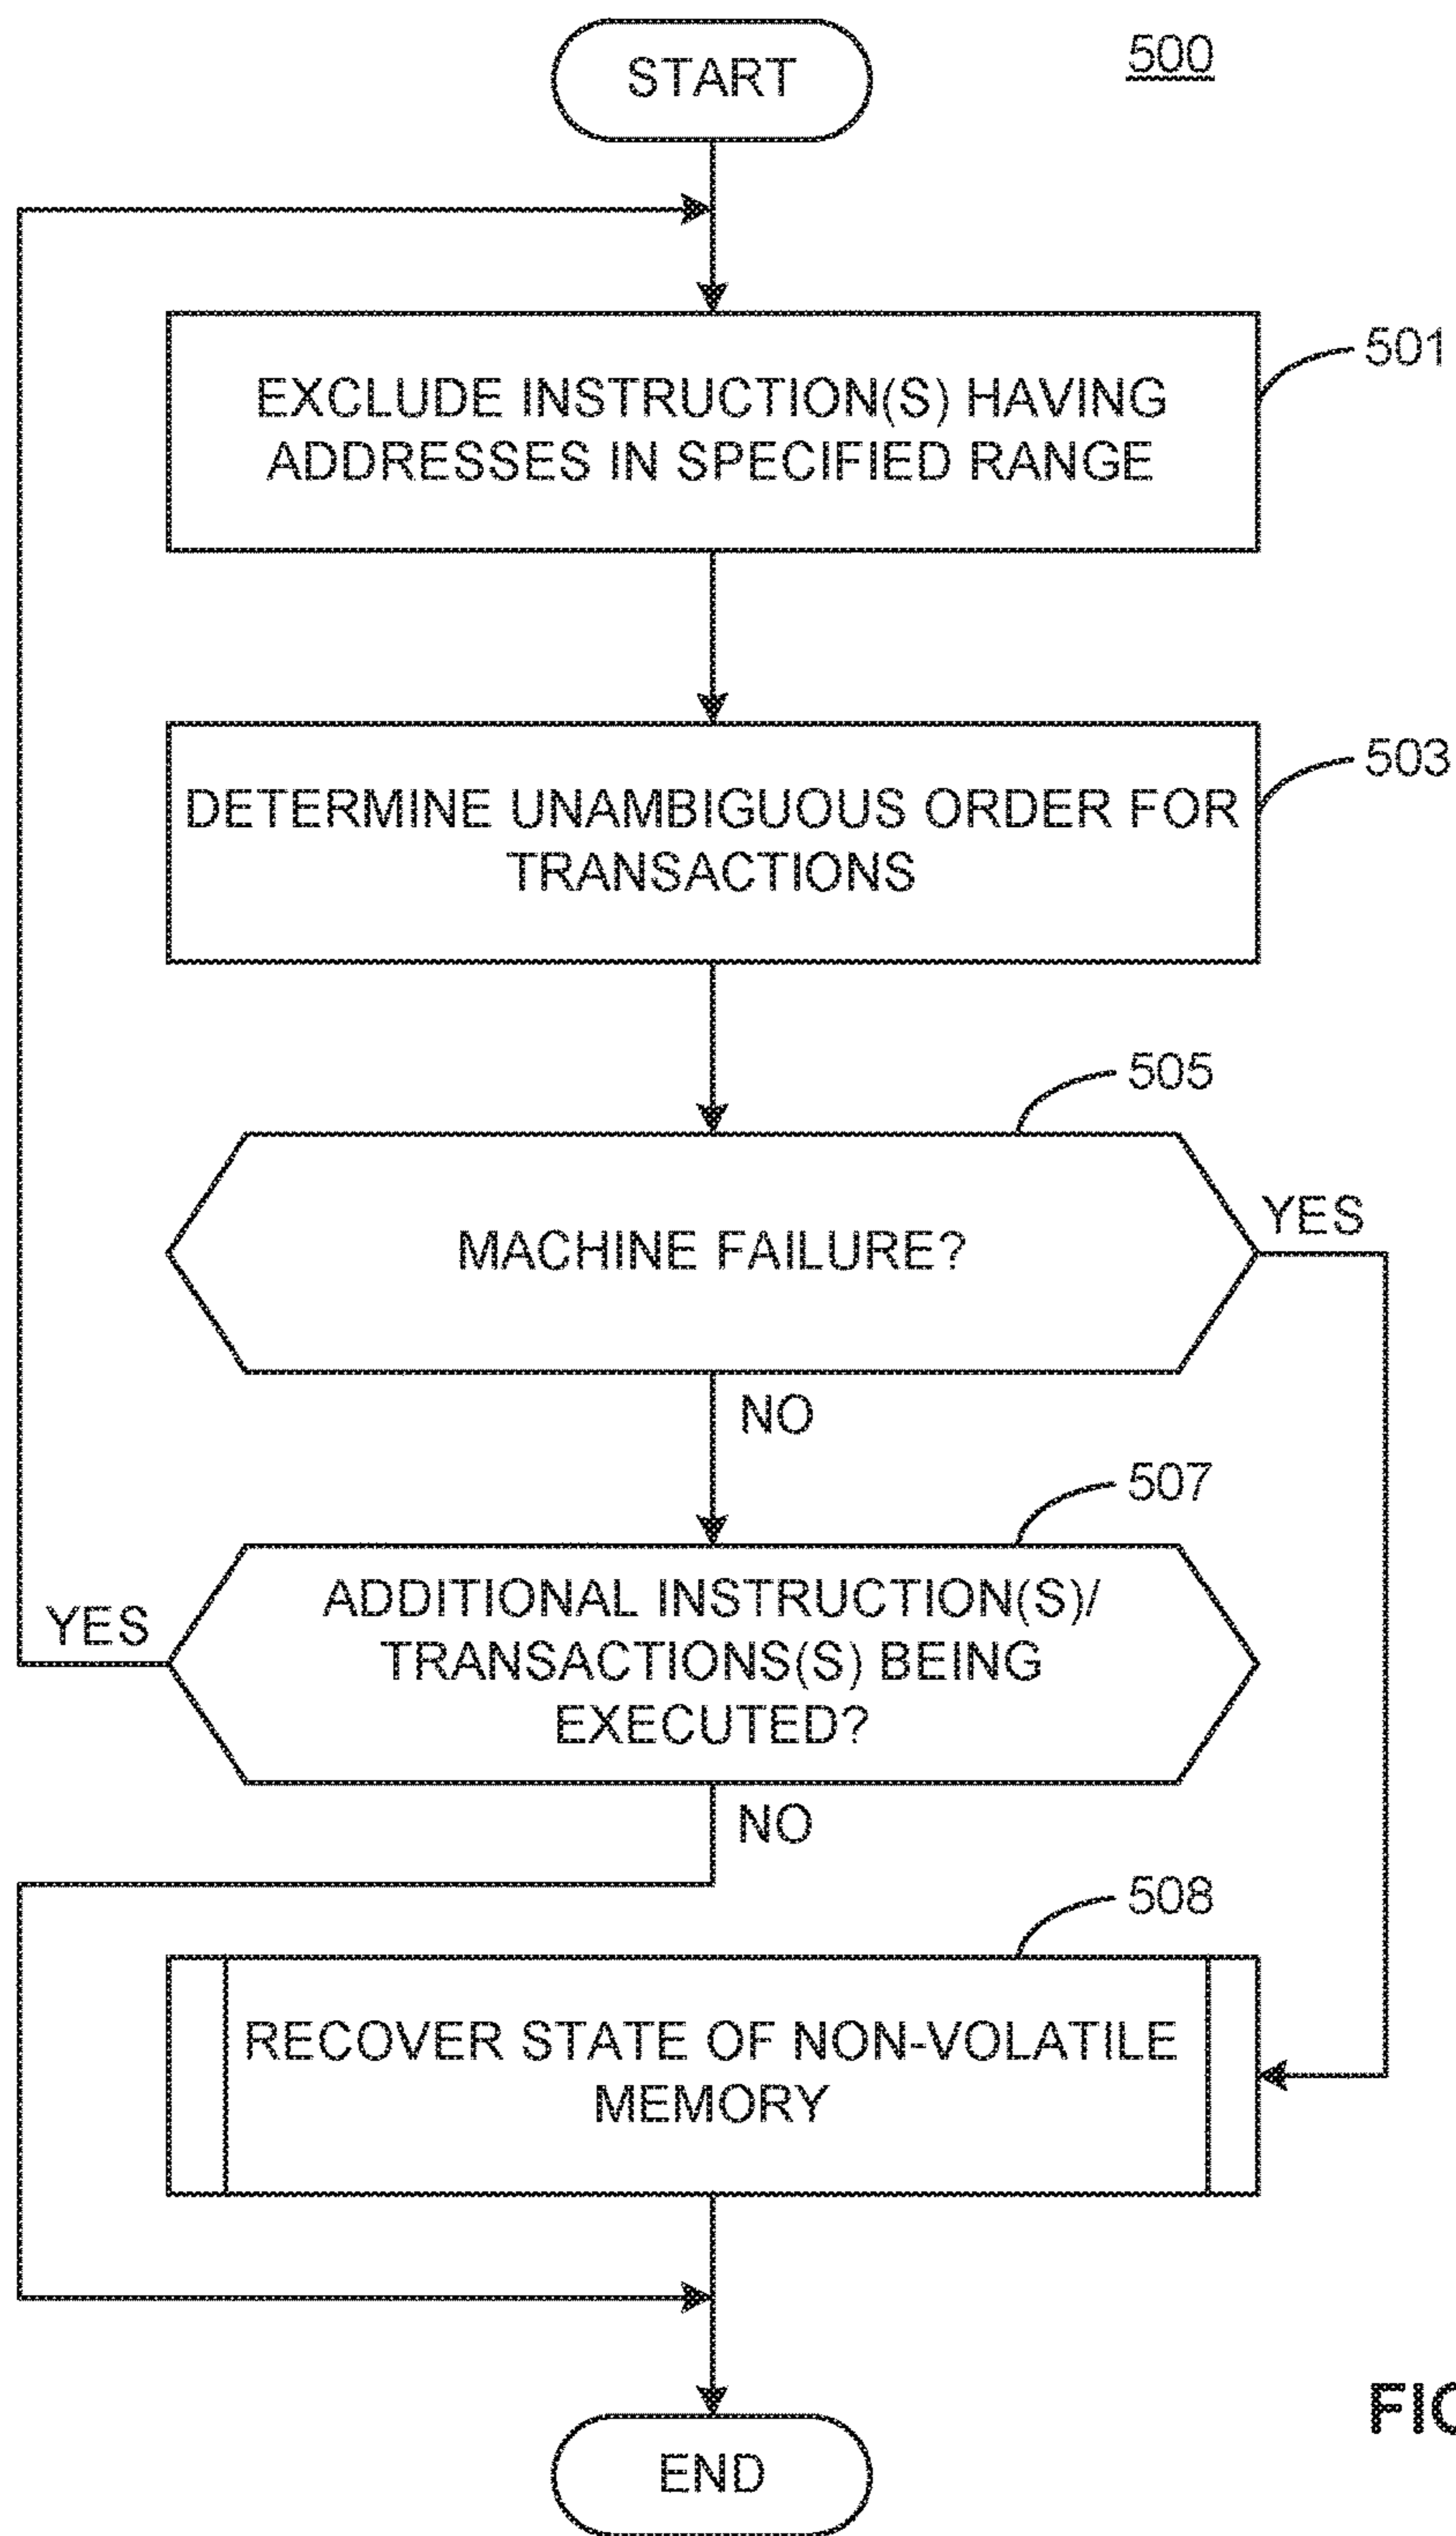 START
500
EXCLUDE INSTRUCTION(S) HAVING
ADDRESSES IN SPECIFIED RANGE
501
DETERMINE UNAMBIGUOUS ORDER FOR
TRANSACTIONS
503
505
MACHINE FAILURE?
YES
NO
507
ADDITIONAL INSTRUCTION(S)/
TRANSACTIONS(S) BEING
EXECUTED?
YES
NO
508
RECOVER STATE OF NON-VOLATILE
MEMORY
END